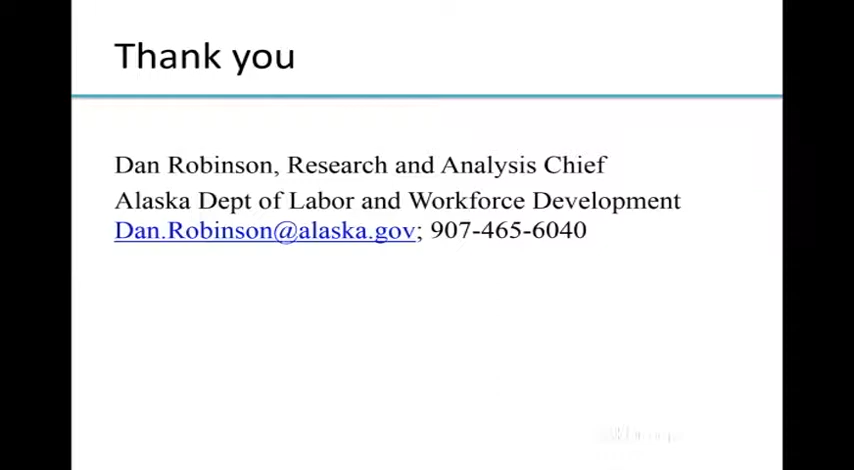 Thank you
Dan Robinson, Research and Analysis Chief
Alaska Dept of Labor and Workforce Development
Dan.Robinson@alaska.gov; 907-465-6040